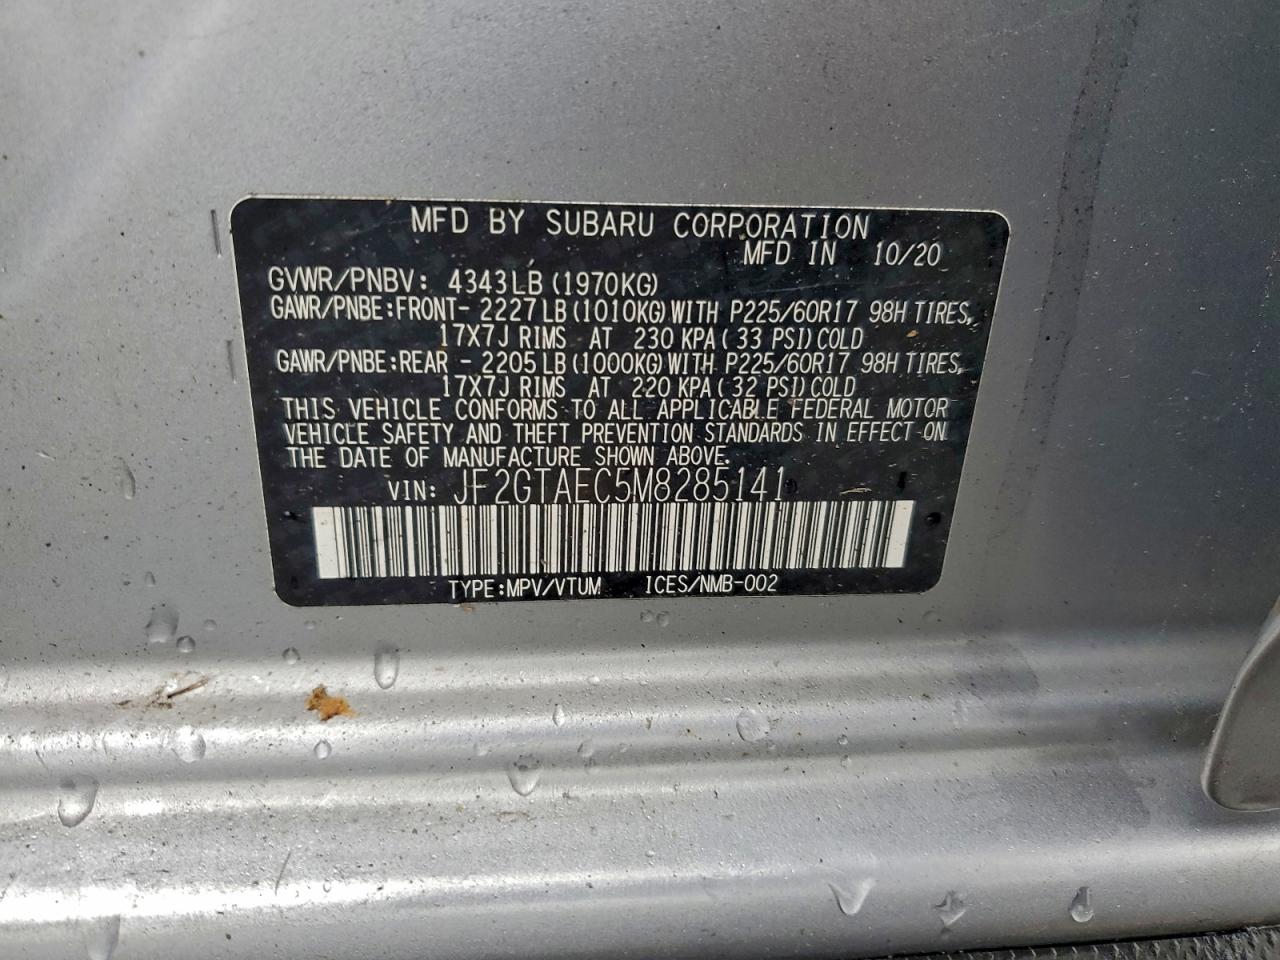 MFD BY SUBARU CORPORATION
MFD IN 10/20
GVWR/PNBV: 4343LB (1970KG)
GAWR/PNBE:FRONT- 2227LB (1010KG) WITH P225/60R17 98H TIRES,
17X7J RIMS AT 230 KPA (33 PSI) COLD
GAWR/PNBE:REAR - 2205LB (1000KG) WITH P225/60R17 98H TIRES,
17X7J RIMS AT 220 KPA (32 PSI) COLD
THIS VEHICLE CONFORMS TO ALL APPLICABLE FEDERAL MOTOR
VEHICLE SAFETY AND THEFT PREVENTION STANDARDS IN EFFECT ON
THE DATE OF MANUFACTURE SHOWN ABOVE.
VIN: JF2GTAEC5M8285141
TYPE:MPV/VTUM ICES/NMB-002